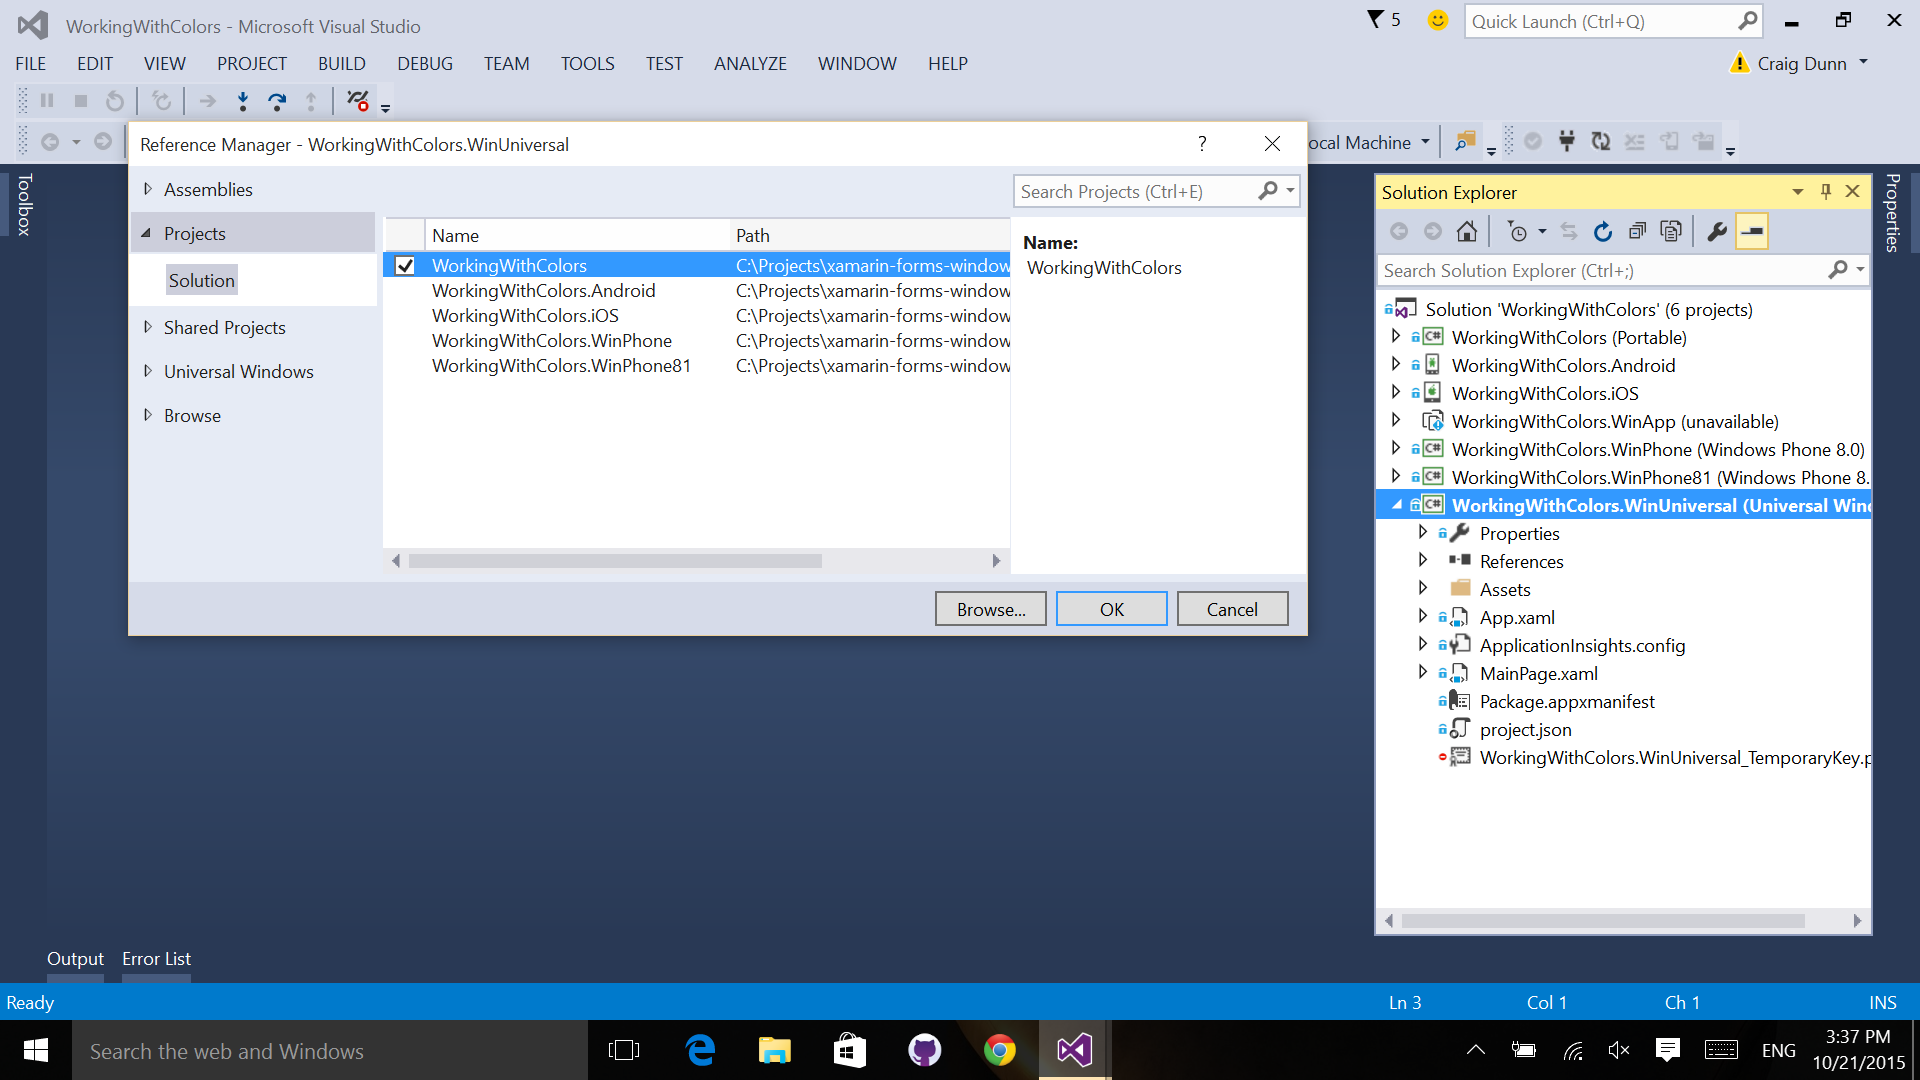 WorkingWithColors - Microsoft Visual Studio
5
Quick Launch (Ctrl+Q)
FILE EDIT VIEW PROJECT BUILD DEBUG TEAM TOOLS TEST ANALYZE WINDOW HELP
Craig Dunn
ocal Machine
Toolbox
Reference Manager - WorkingWithColors.WinUniversal
?
Assemblies
Projects
Solution
Shared Projects
Universal Windows
Browse
Search Projects (Ctrl+E)
Name Path
WorkingWithColors C:\Projects\xamarin-forms-window
WorkingWithColors.Android C:\Projects\xamarin-forms-window
WorkingWithColors.iOS C:\Projects\xamarin-forms-window
WorkingWithColors.WinPhone C:\Projects\xamarin-forms-window
WorkingWithColors.WinPhone81 C:\Projects\xamarin-forms-window
Name:
WorkingWithColors
Browse... OK Cancel
Solution Explorer
Search Solution Explorer (Ctrl+;)
Solution 'WorkingWithColors' (6 projects)
C# WorkingWithColors (Portable)
WorkingWithColors.Android
WorkingWithColors.iOS
WorkingWithColors.WinApp (unavailable)
C# WorkingWithColors.WinPhone (Windows Phone 8.0)
C# WorkingWithColors.WinPhone81 (Windows Phone 8.
C# WorkingWithColors.WinUniversal (Universal Wind
Properties
References
Assets
App.xaml
ApplicationInsights.config
MainPage.xaml
Package.appxmanifest
project.json
WorkingWithColors.WinUniversal_TemporaryKey.p
Properties
Output Error List
Ready Ln 3 Col 1 Ch 1 INS
Search the web and Windows
ENG
3:37 PM
10/21/2015